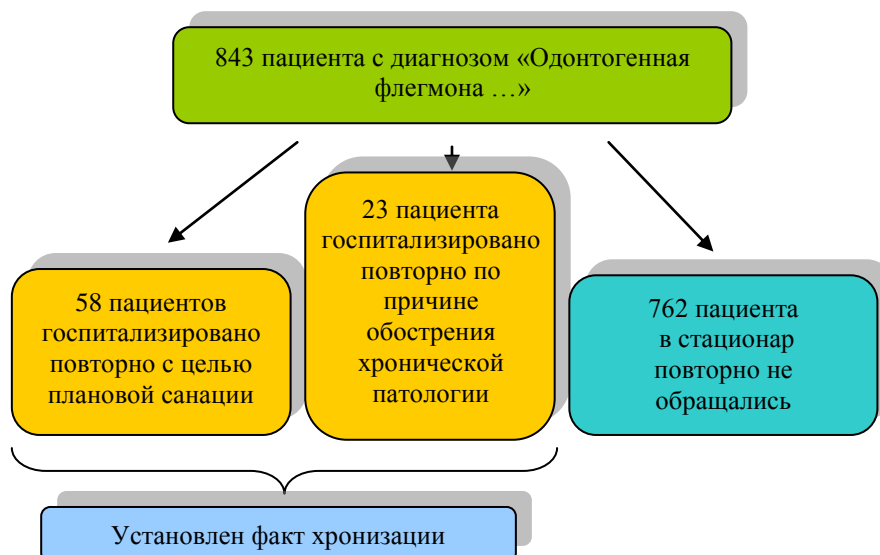 843 пациента с диагнозом «Одонтогенная
флегмона …»
58 пациентов
госпитализировано
повторно с целью
плановой санации
23 пациента
госпитализировано
повторно по
причине
обострения
хронической
патологии
762 пациента
в стационар
повторно не
обращались
Установлен факт хронизации